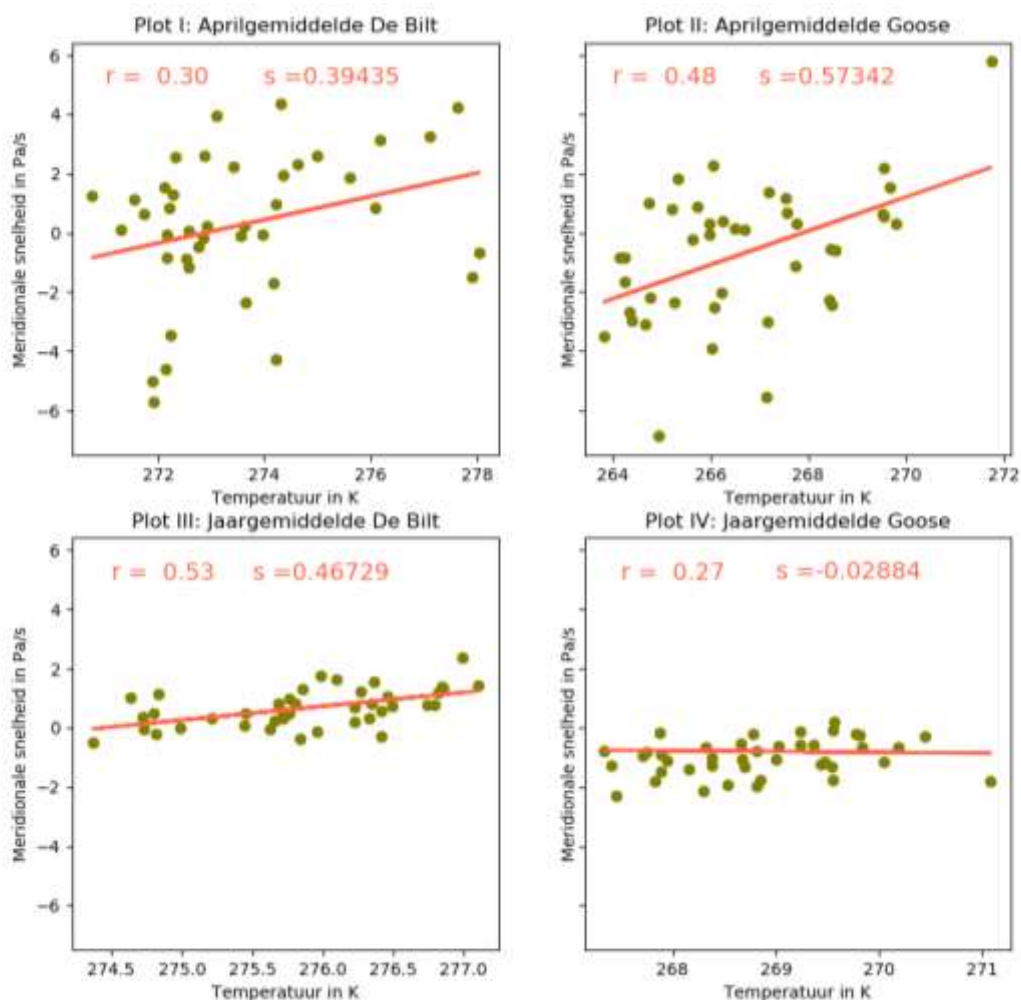 Plot I: Aprilgemiddelde De Bilt
r = 0.30 s =0.39435
Meridionale snelheid in Pa/s
6
4
2
0
−2
−4
−6
272 274 276 278
Temperatuur in K
Plot II: Aprilgemiddelde Goose
r = 0.48 s =0.57342
Meridionale snelheid in Pa/s
264 266 268 270 272
Temperatuur in K
Plot III: Jaargemiddelde De Bilt
r = 0.53 s =0.46729
Meridionale snelheid in Pa/s
6
4
2
0
−2
−4
−6
274.5 275.0 275.5 276.0 276.5 277.0
Temperatuur in K
Plot IV: Jaargemiddelde Goose
r = 0.27 s =-0.02884
Meridionale snelheid in Pa/s
268 269 270 271
Temperatuur in K